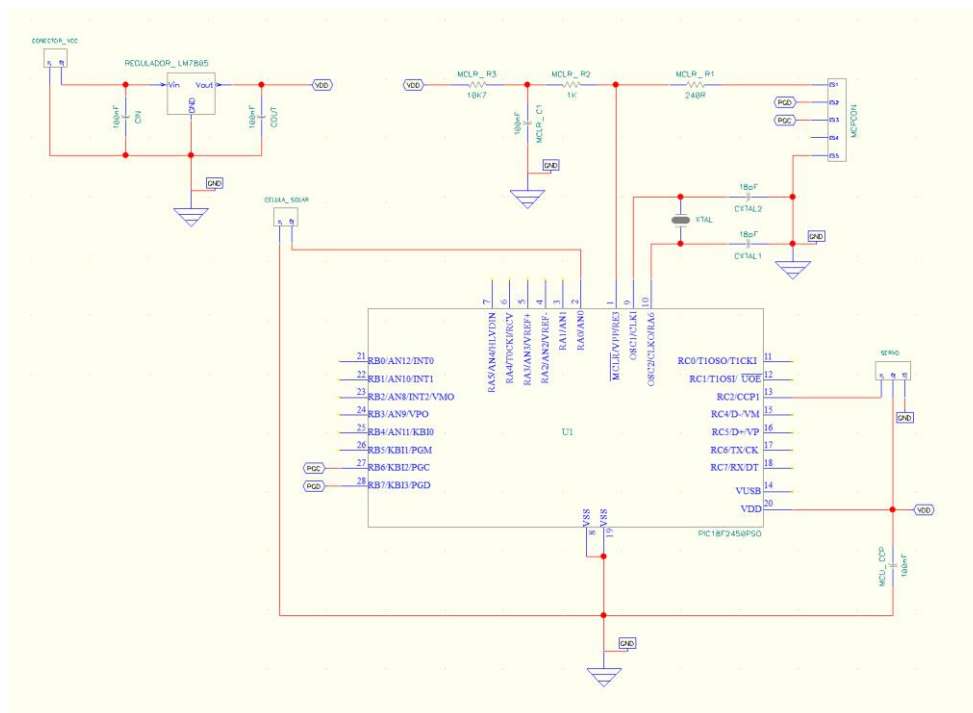 CONECTOR_VCC
REGULADOR_LM7805
Vin
Vout
GND
100nF
CIN
100nF
COUT
VDD
GND
VDD
MCLR_R3
10K7
MCLR_R2
1K
MCLR_R1
240R
100nF
MCLR_C1
GND
PGD
PGC
MCPCON
CELULA_SOLAR
18pF
CXTAL2
XTAL
18pF
CXTAL1
GND
7
6
5
4
3
2
1
9
10
RA5/AN4/HLVDIN
RA4/T0CKI/RCV
RA3/AN3/VREF+
RA2/AN2/VREF-
RA1/AN1
RA0/AN0
MCLR/VPP/RE3
OSC1/CLKI
OSC2/CLKO/RA6
21 RB0/AN12/INT0
22 RB1/AN10/INT1
23 RB2/AN8/INT2/VMO
24 RB3/AN9/VPO
25 RB4/AN11/KBI0
26 RB5/KBI1/PGM
PGC 27 RB6/KBI2/PGC
PGD 28 RB7/KBI3/PGD
U1
RC0/T1OSO/T1CKI 11
RC1/T1OSI/ UOE 12
RC2/CCP1 13
RC4/D-/VM 15
RC5/D+/VP 16
RC6/TX/CK 17
RC7/RX/DT 18
VUSB 14
VDD 20
VSS
VSS
8
19
PIC18F2450PSO
SERVO
GND
VDD
MCU_CCP
100nF
GND